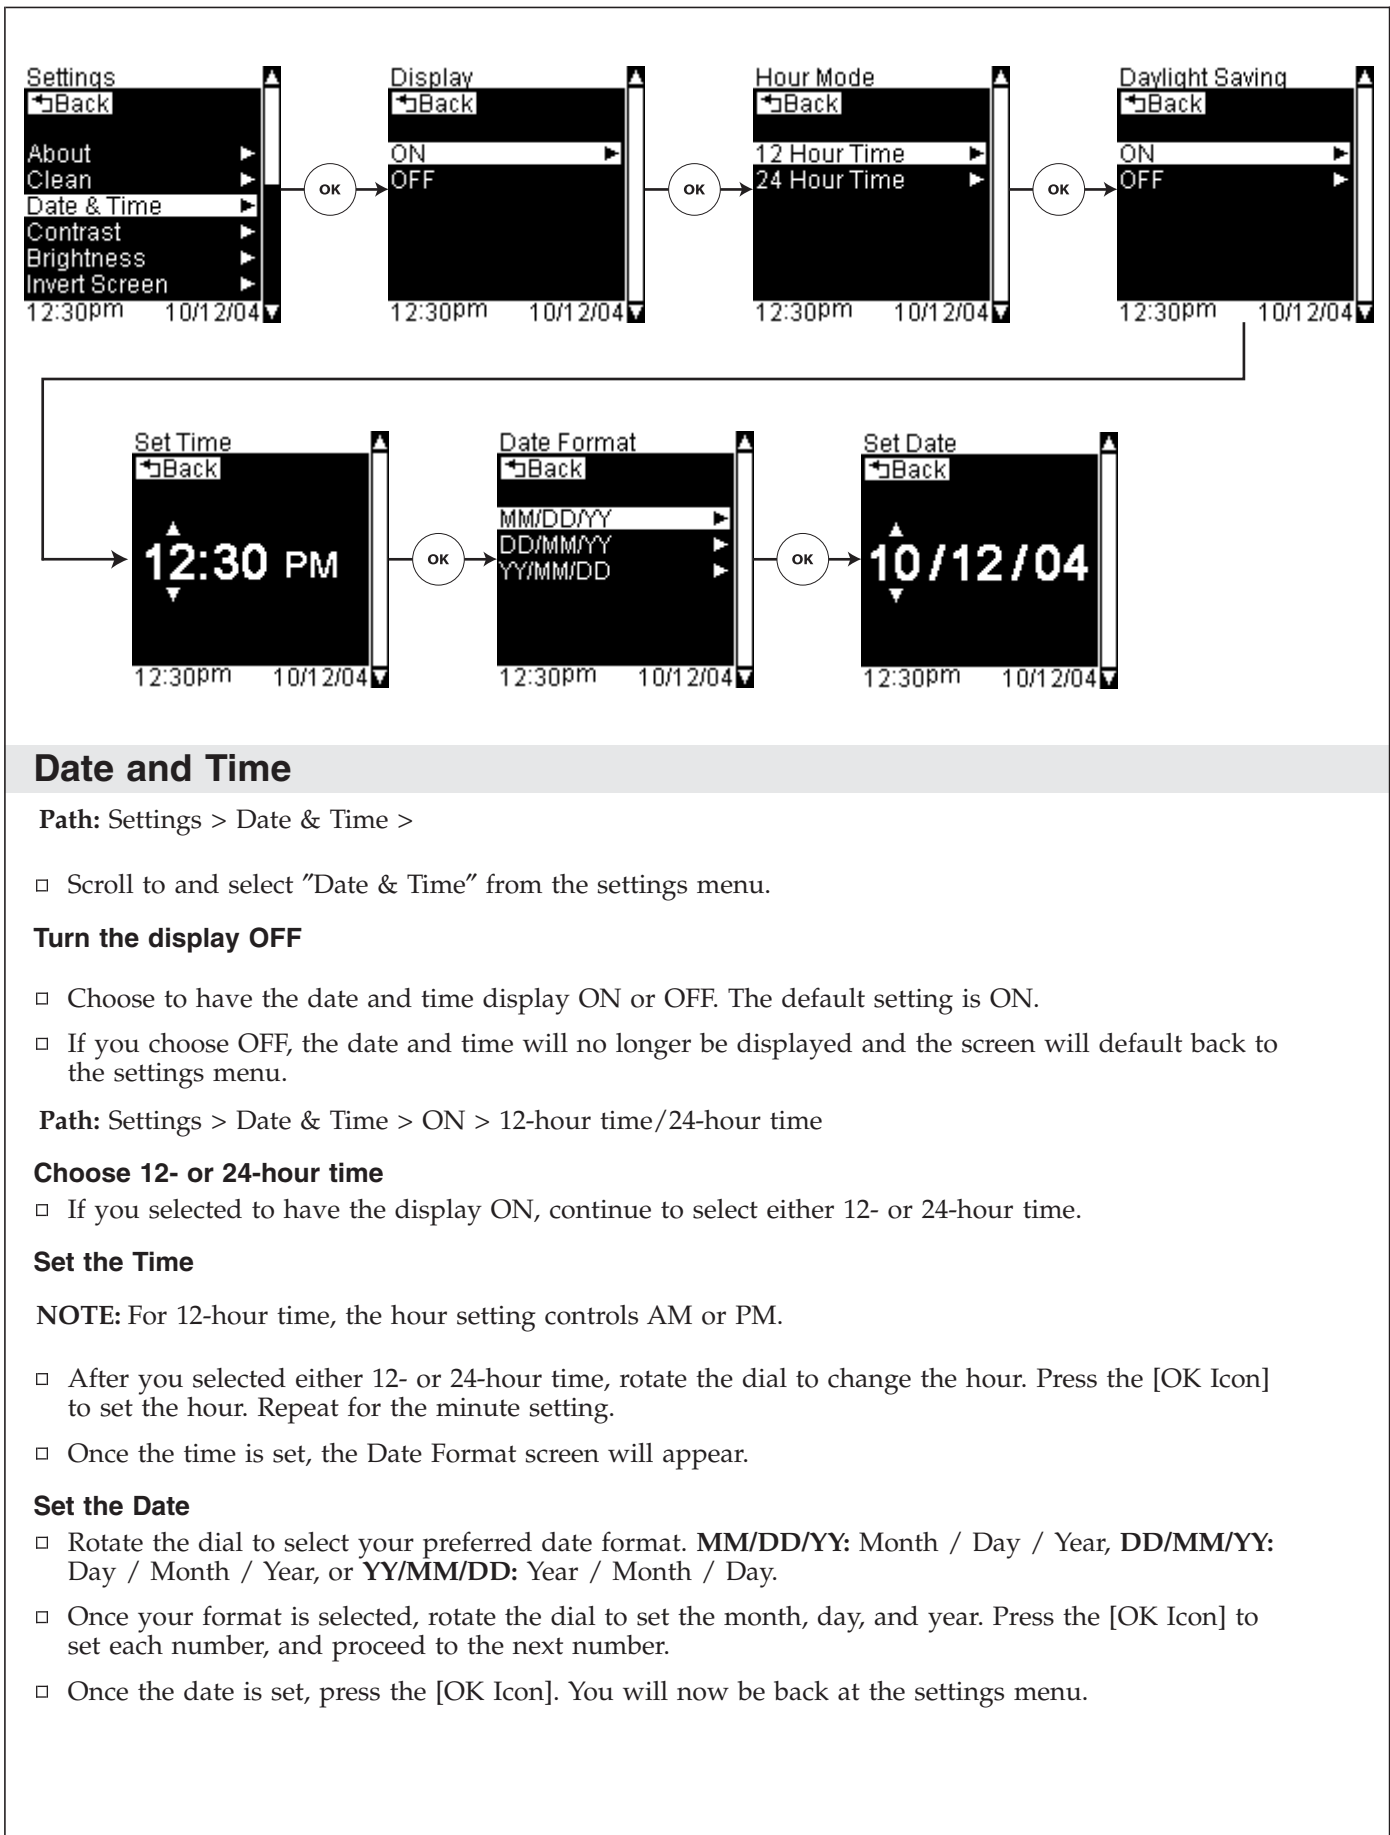 Settings
Back
About
Clean
Date & Time
Contrast
Brightness
Invert Screen
12:30pm 10/12/04
OK
Display
Back
ON
OFF
12:30pm 10/12/04
OK
Hour Mode
Back
12 Hour Time
24 Hour Time
12:30pm 10/12/04
OK
Daylight Saving
Back
ON
OFF
12:30pm 10/12/04
Set Time
Back
12:30 PM
12:30pm 10/12/04
OK
Date Format
Back
MM/DD/YY
DD/MM/YY
YY/MM/DD
12:30pm 10/12/04
OK
Set Date
Back
10/12/04
12:30pm 10/12/04
Date and Time
Path: Settings > Date & Time >
Scroll to and select "Date & Time" from the settings menu.
Turn the display OFF
Choose to have the date and time display ON or OFF. The default setting is ON.
If you choose OFF, the date and time will no longer be displayed and the screen will default back to
the settings menu.
Path: Settings > Date & Time > ON > 12-hour time/24-hour time
Choose 12- or 24-hour time
If you selected to have the display ON, continue to select either 12- or 24-hour time.
Set the Time
NOTE: For 12-hour time, the hour setting controls AM or PM.
After you selected either 12- or 24-hour time, rotate the dial to change the hour. Press the [OK Icon]
to set the hour. Repeat for the minute setting.
Once the time is set, the Date Format screen will appear.
Set the Date
Rotate the dial to select your preferred date format. MM/DD/YY: Month / Day / Year, DD/MM/YY:
Day / Month / Year, or YY/MM/DD: Year / Month / Day.
Once your format is selected, rotate the dial to set the month, day, and year. Press the [OK Icon] to
set each number, and proceed to the next number.
Once the date is set, press the [OK Icon]. You will now be back at the settings menu.